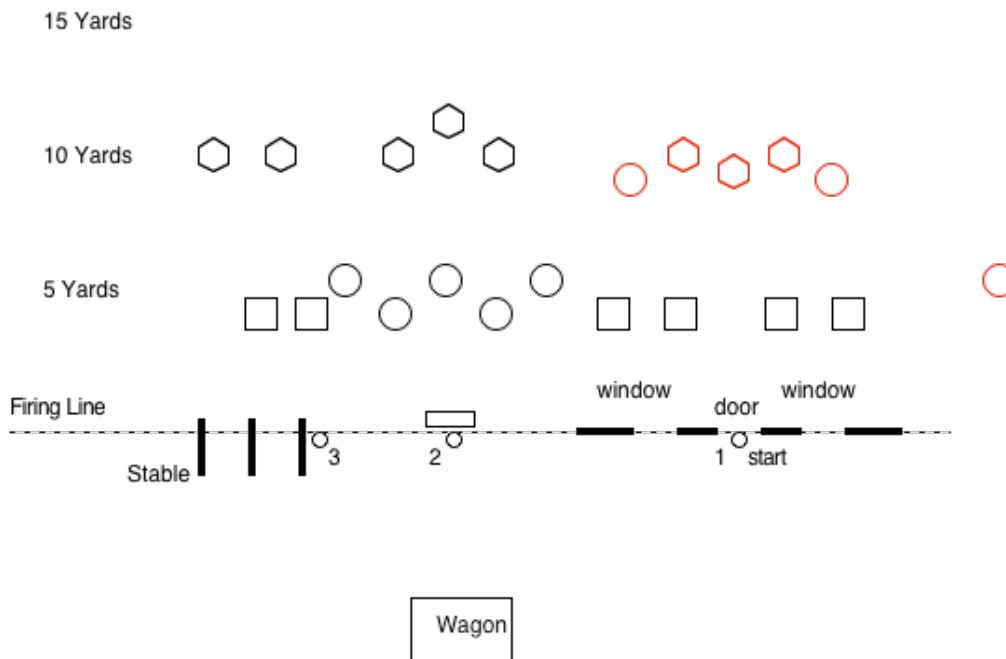 15 Yards
10 Yards
5 Yards
window
window
Firing Line
door
3
2
1
start
Stable
Wagon